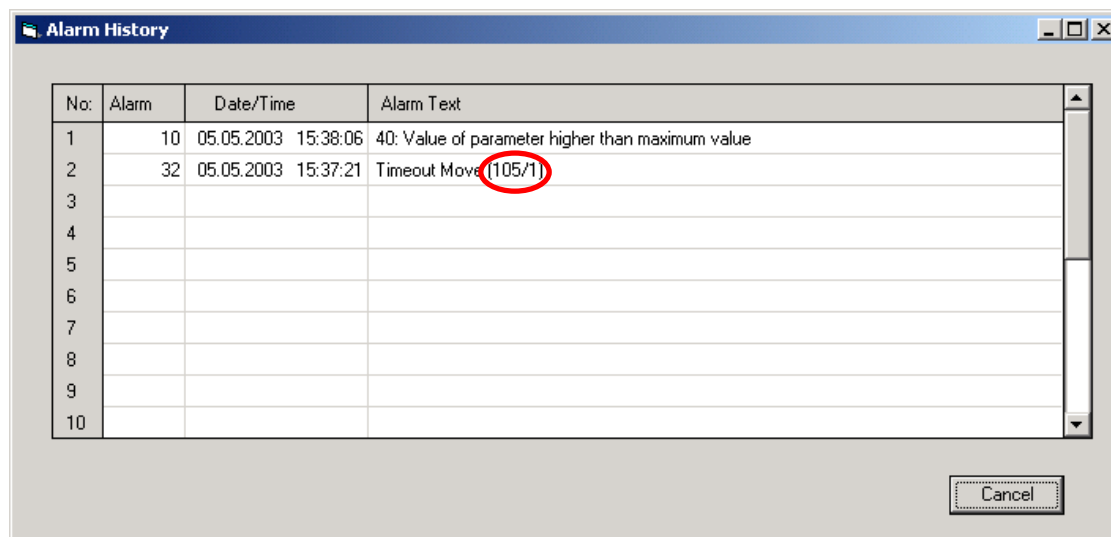 Alarm History
No: Alarm Date/Time Alarm Text
1 10 05.05.2003 15:38:06 40: Value of parameter higher than maximum value
2 32 05.05.2003 15:37:21 Timeout Move (105/1)
3
4
5
6
7
8
9
10
Cancel